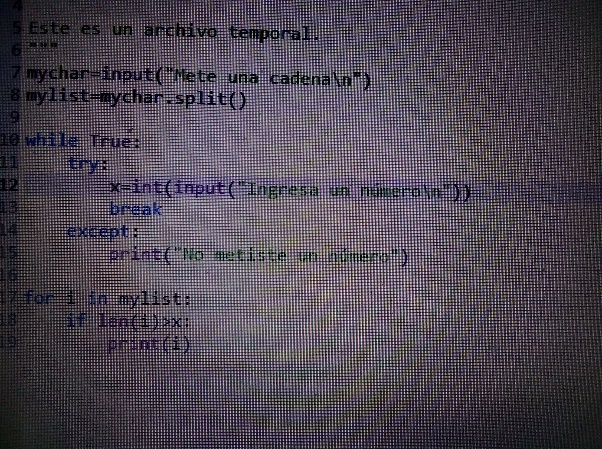 4
5 Este es un archivo temporal.
6 """
7 mychar=input("Mete una cadena\n")
8 mylist=mychar.split()
9
10 while True:
11     try:
12         x=int(input("Ingresa un número\n"))
13         break
14     except:
15         print("No metiste un número")
16
17 for i in mylist:
18     if len(i)>x:
19         print(i)